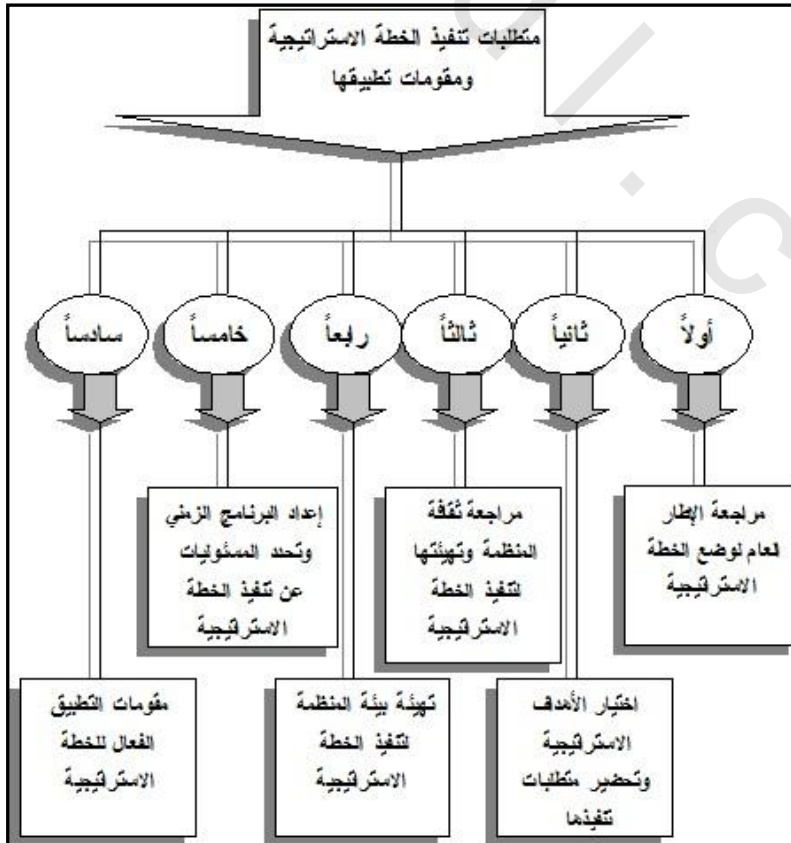 متطلبات تنفيذ الخطة الاستراتيجية
ومقومات تطبيقها
أولاً
ثانياً
ثالثاً
رابعاً
خامساً
سادساً
مراجعة الإطار
العام لوضع الخطة
الاستراتيجية
اختيار الأهدف
الاستراتيجية
وتحضير متطلبات
تنفيذها
مراجعة ثقافة
المنظمة وتهيئتها
لتنفيذ الخطة
الاستراتيجية
تهيئة بيئة المنظمة
لتنفيذ الخطة
الاستراتيجية
إعداد البرنامج الزمني
وتحدد المسئوليات
عن تنفيذ الخطة
الاستراتيجية
مقومات التطبيق
الفعال للخطة
الاستراتيجية